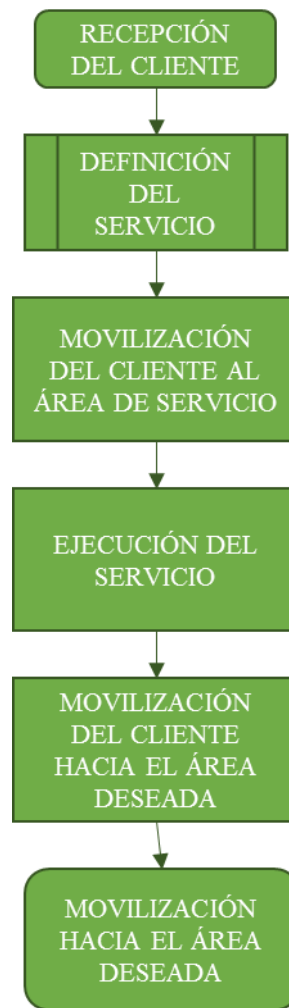 RECEPCIÓN
DEL CLIENTE
DEFINICIÓN
DEL
SERVICIO
MOVILIZACIÓN
DEL CLIENTE AL
ÁREA DE SERVICIO
EJECUCIÓN DEL
SERVICIO
MOVILIZACIÓN
DEL CLIENTE
HACIA EL ÁREA
DESEADA
MOVILIZACIÓN
HACIA EL ÁREA
DESEADA